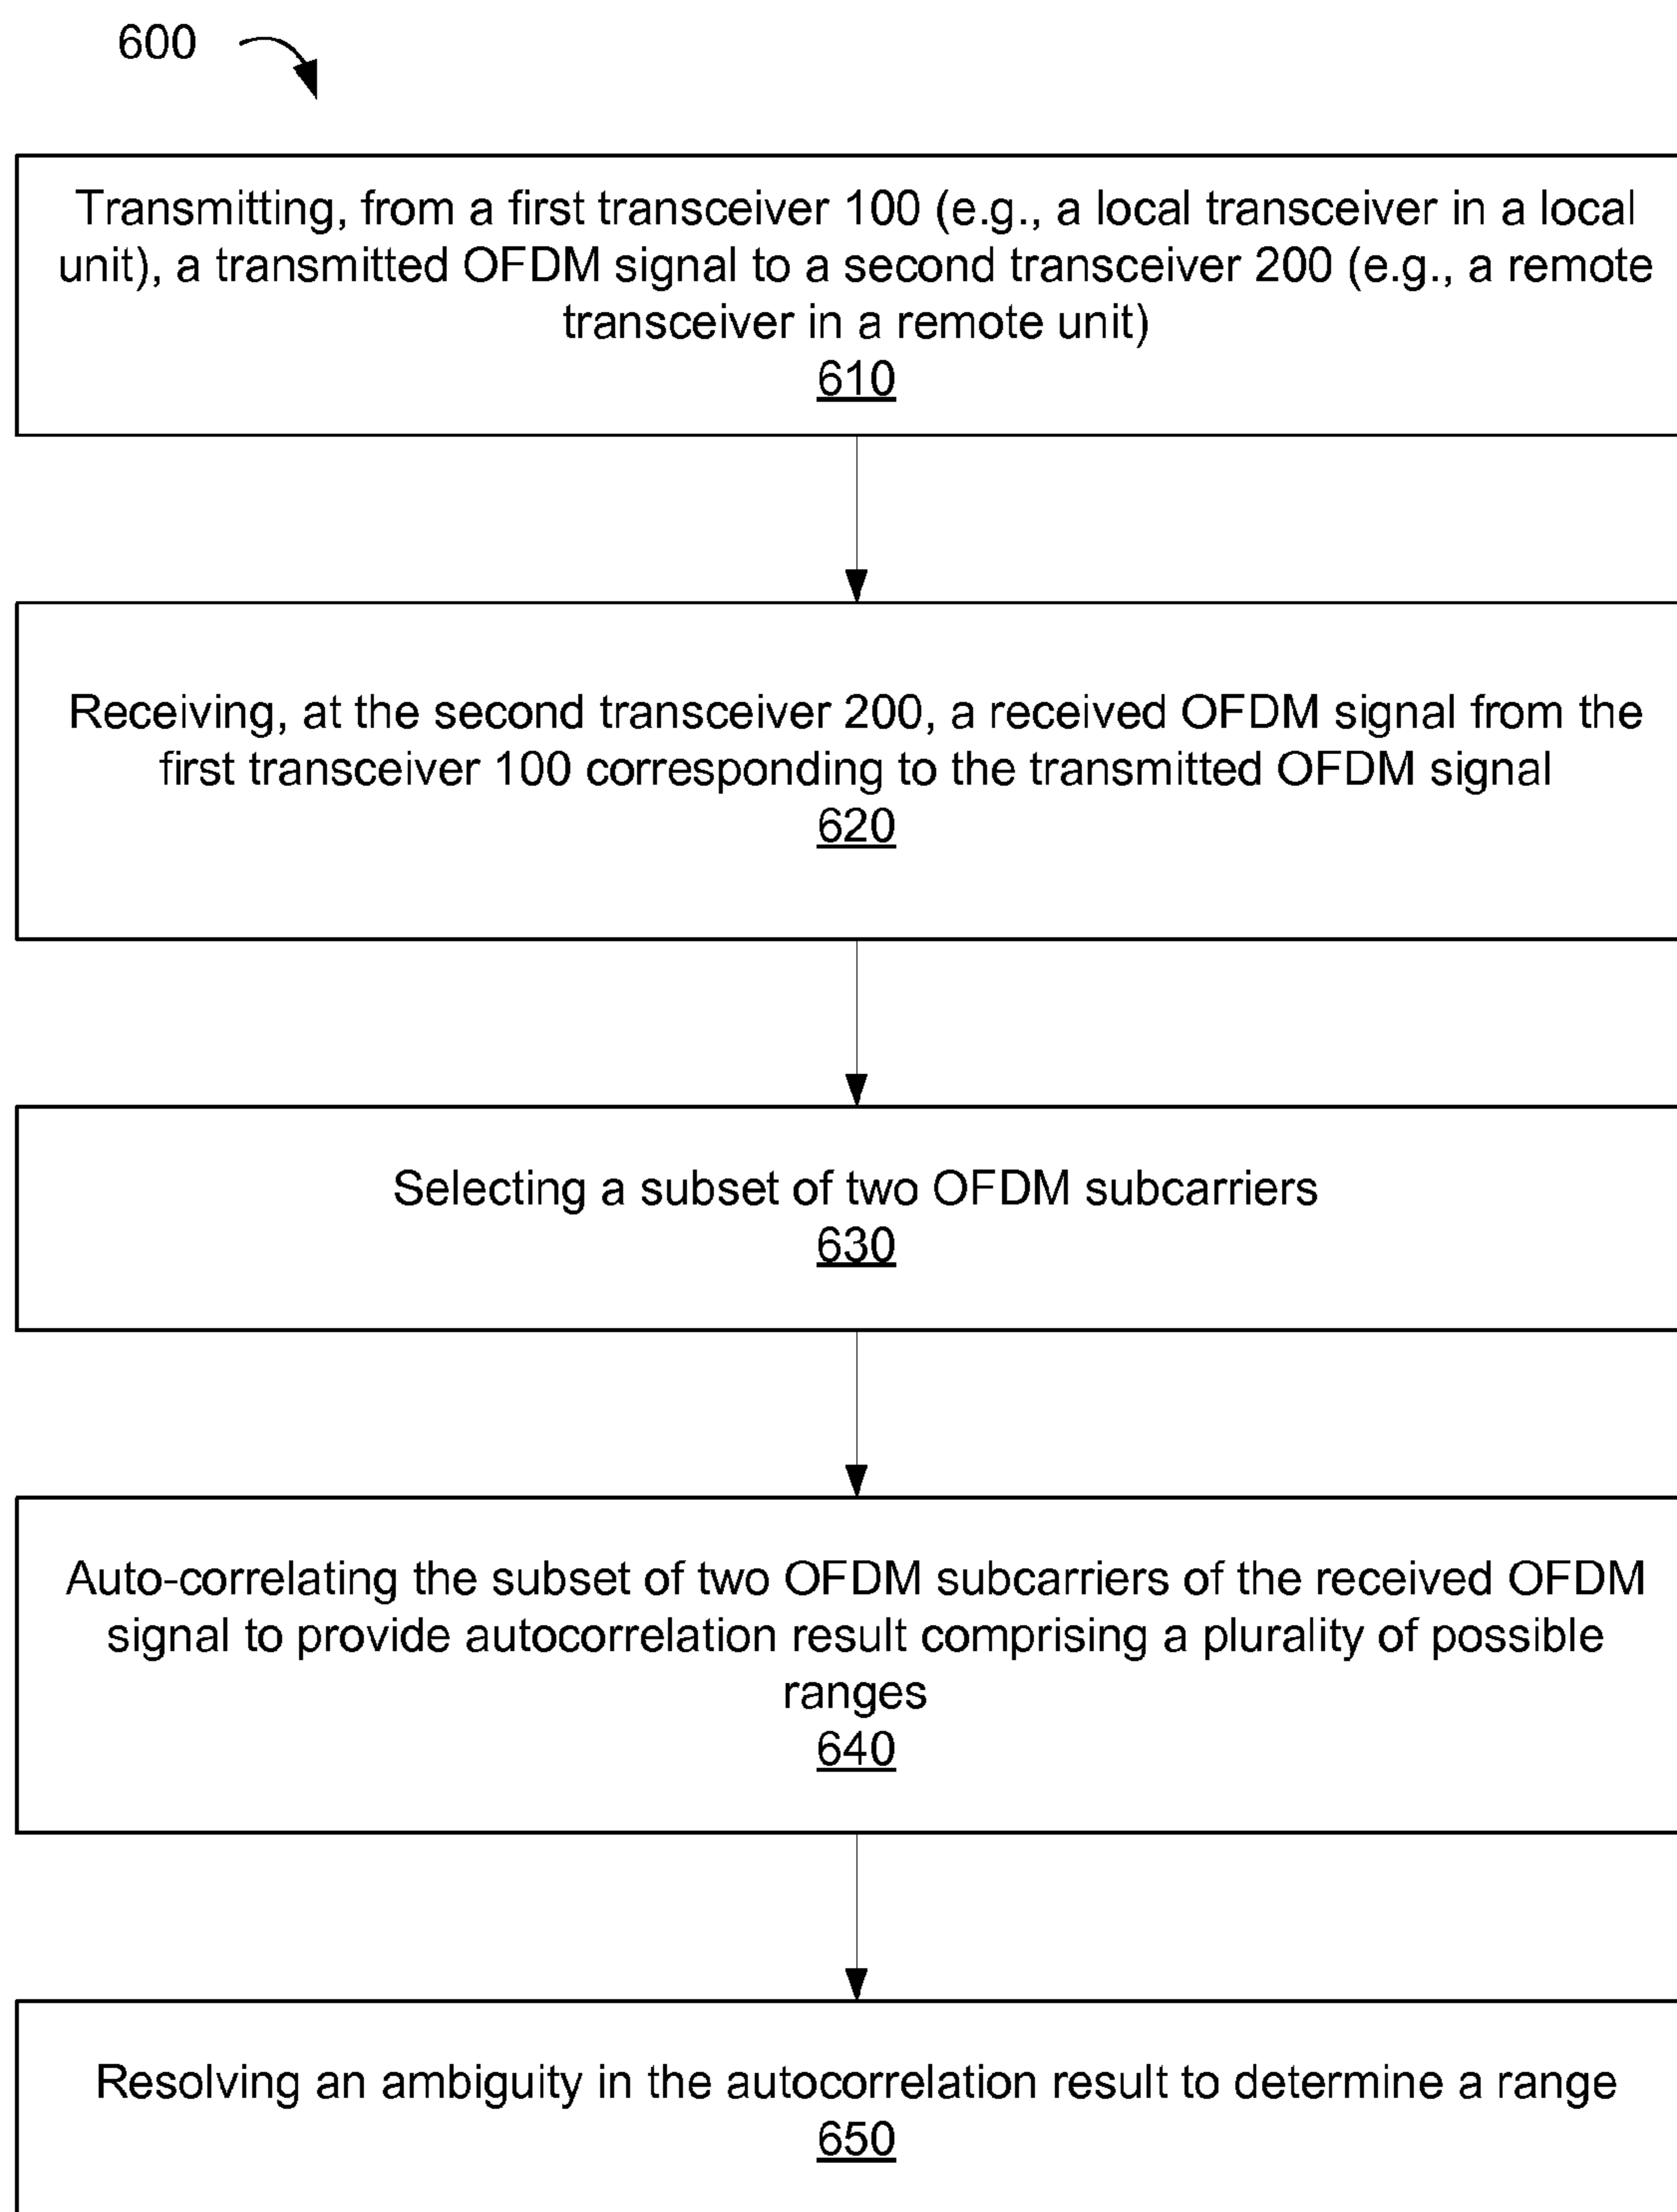 600
Transmitting, from a first transceiver 100 (e.g., a local transceiver in a local
unit), a transmitted OFDM signal to a second transceiver 200 (e.g., a remote
transceiver in a remote unit)
610
Receiving, at the second transceiver 200, a received OFDM signal from the
first transceiver 100 corresponding to the transmitted OFDM signal
620
Selecting a subset of two OFDM subcarriers
630
Auto-correlating the subset of two OFDM subcarriers of the received OFDM
signal to provide autocorrelation result comprising a plurality of possible
ranges
640
Resolving an ambiguity in the autocorrelation result to determine a range
650